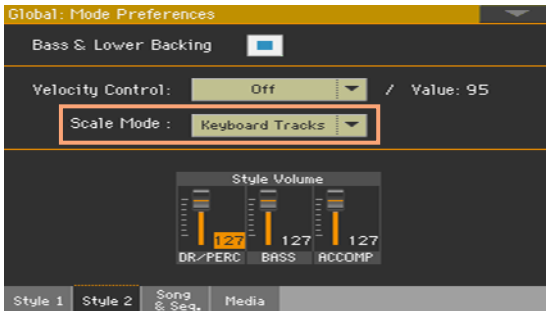 Global: Mode Preferences
Bass & Lower Backing
Velocity Control: Off / Value: 95
Scale Mode : Keyboard Tracks
Style Volume
127 127 127
DR/PERC BASS ACCOMP
Style 1 Style 2 Song & Seq. Media